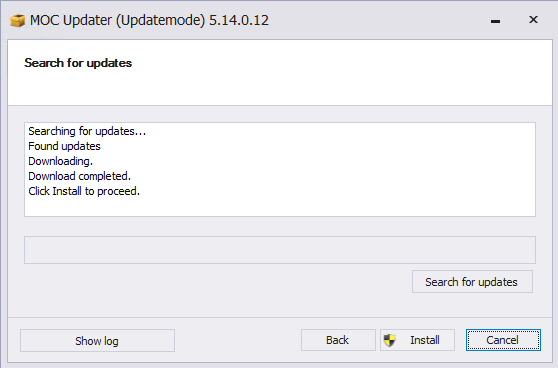 MOC Updater (Updatemode) 5.14.0.12
Search for updates
Searching for updates...
Found updates
Downloading.
Download completed.
Click Install to proceed.
Search for updates
Show log
Back
Install
Cancel